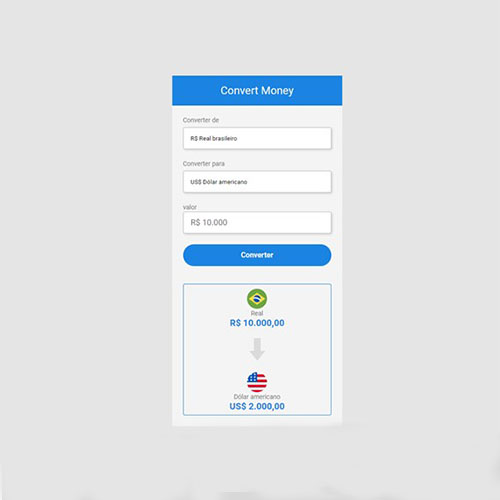 Convert Money
Converter de
R$ Real brasileiro
Converter para
US$ Dólar americano
valor
R$ 10.000
Converter
Real
R$ 10.000,00
Dólar americano
US$ 2.000,00